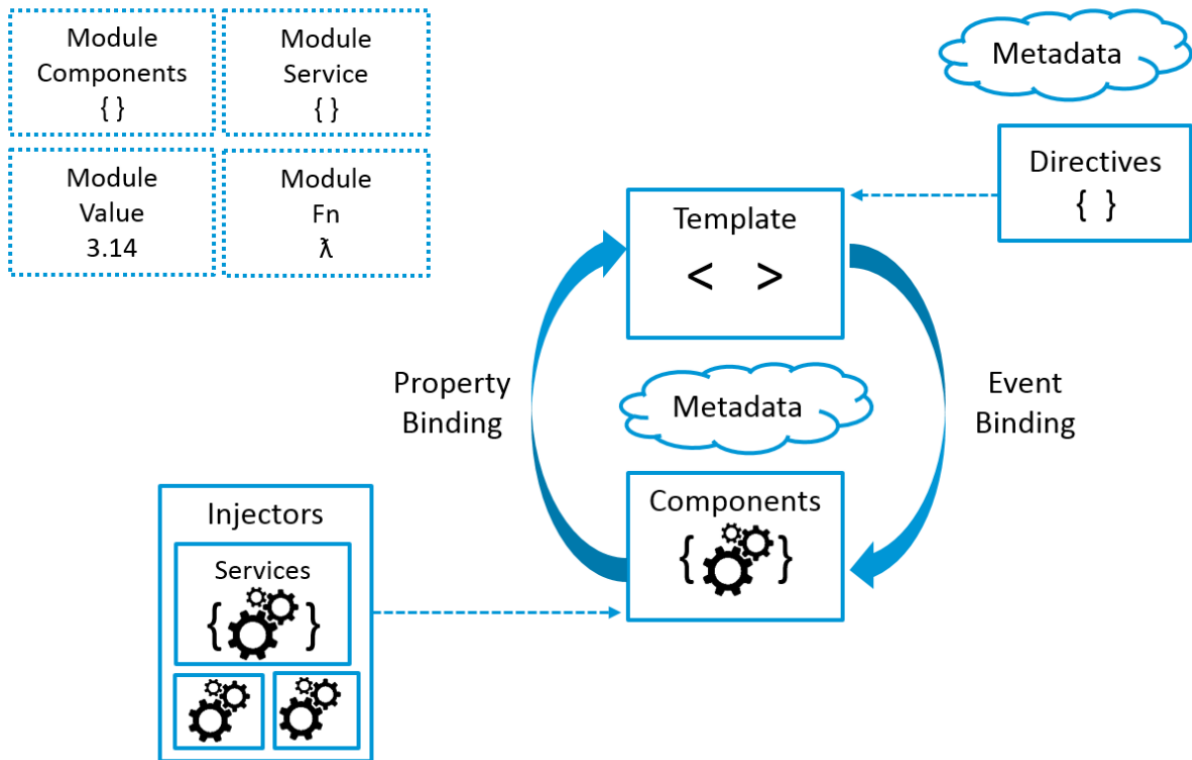 Module
Components
{ }
Module
Service
{ }
Module
Value
3.14
Module
Fn
ƛ
Metadata
Directives
{ }
Template
< >
Property
Binding
Metadata
Event
Binding
Components
{ }
Injectors
Services
{ }